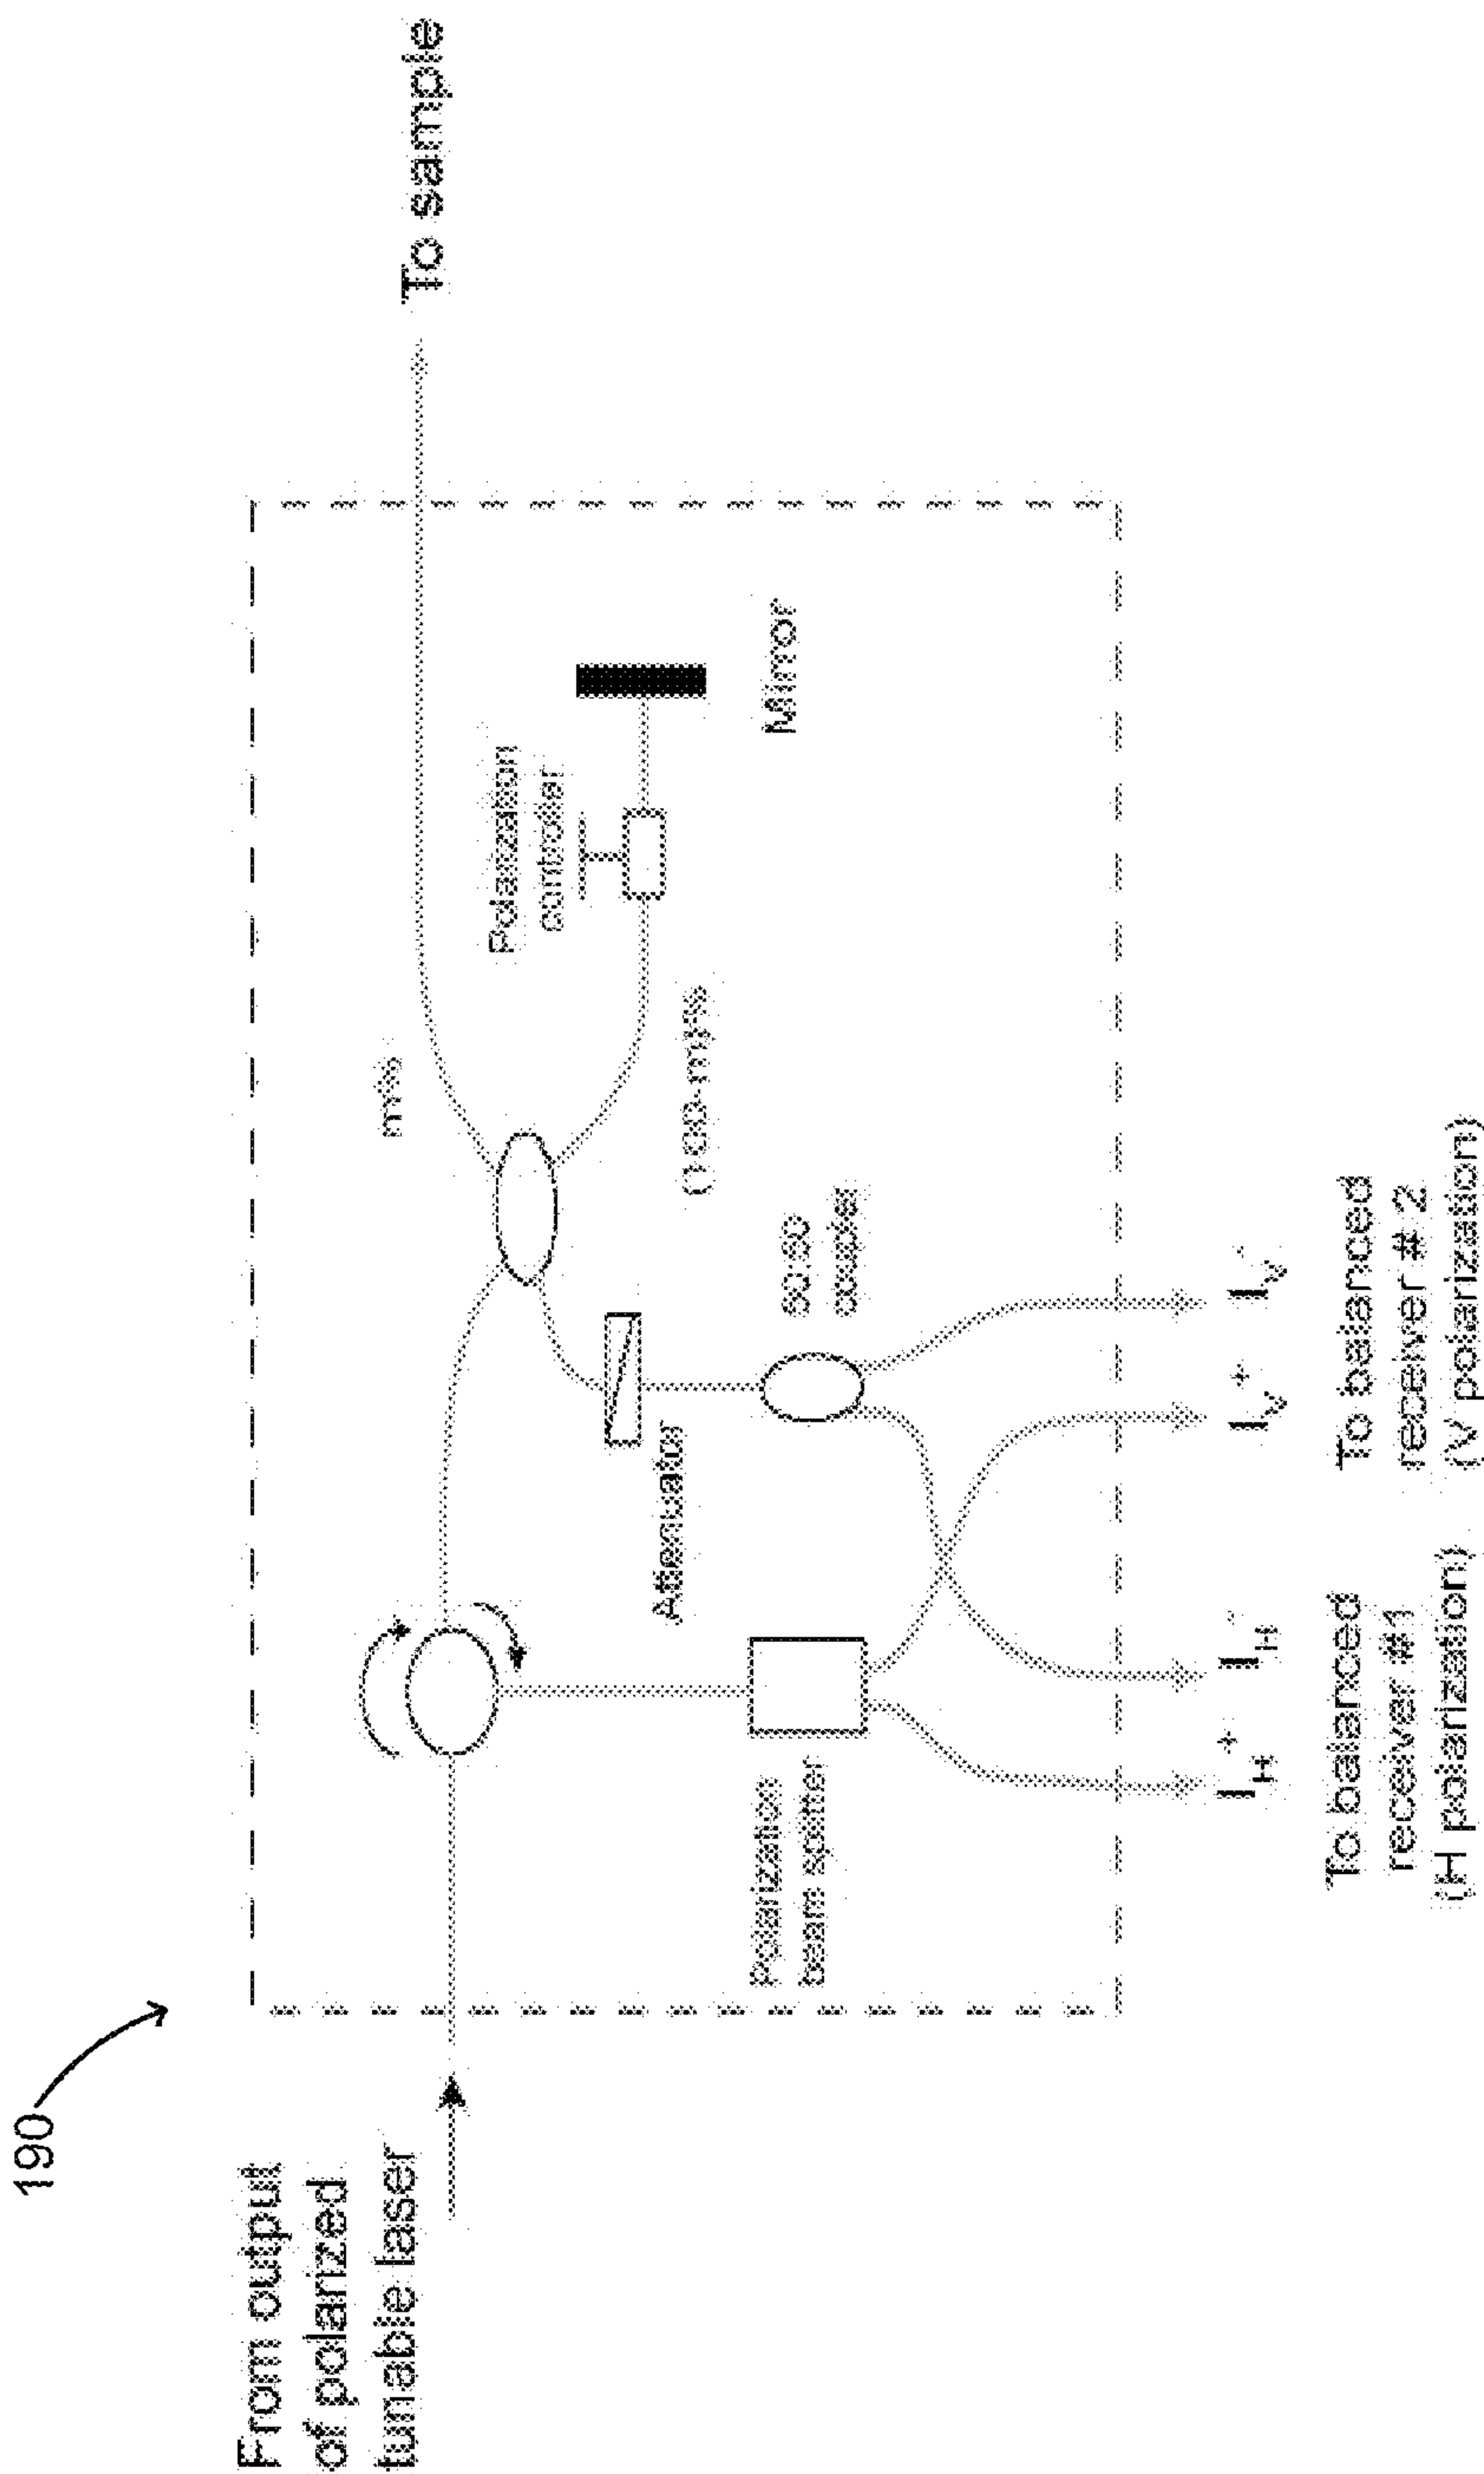 190
From output
of polarized
tunable laser
To sample
m%
(100-m)%
Polarization
controller
Mirror
Attenuator
50:50
coupler
Polarization
beam splitter
I_H^+
I_H^-
I_V^+
I_V^-
To balanced
receiver #1
(H polarization)
To balanced
receiver # 2
(V polarization)